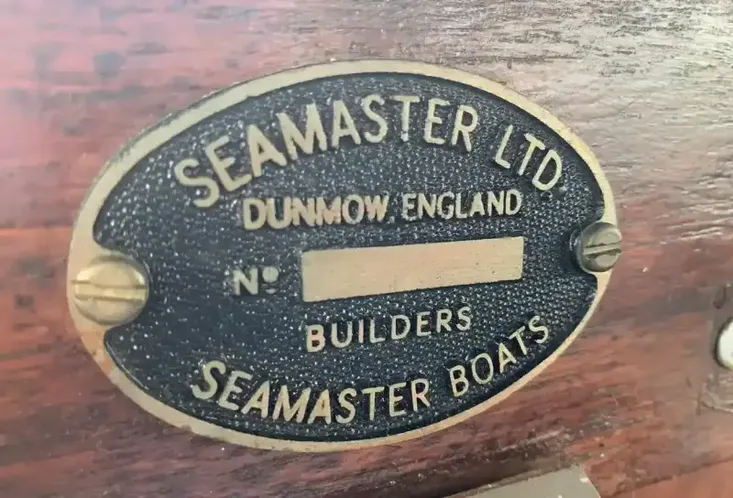 SEAMASTER LTD.
DUNMOW, ENGLAND
Nº
BUILDERS
SEAMASTER BOATS